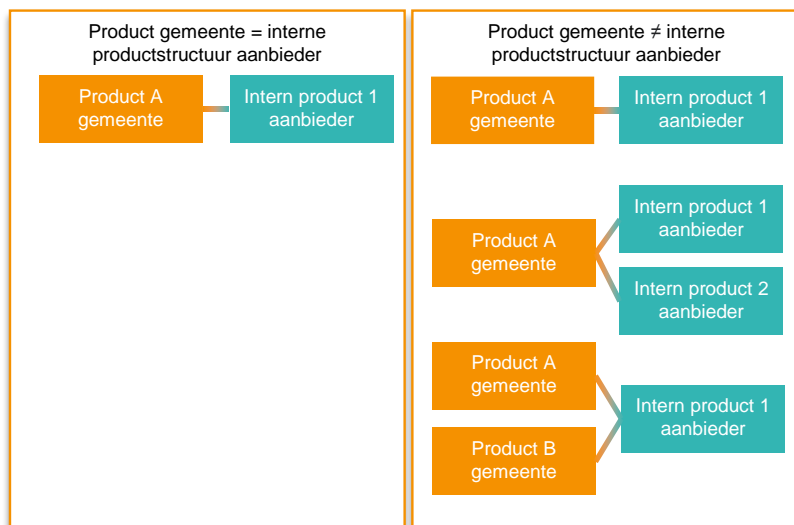 Product gemeente = interne
productstructuur aanbieder
Product A
gemeente
Intern product 1
aanbieder
Product gemeente ≠ interne
productstructuur aanbieder
Product A
gemeente
Intern product 1
aanbieder
Product A
gemeente
Intern product 1
aanbieder
Intern product 2
aanbieder
Product A
gemeente
Product B
gemeente
Intern product 1
aanbieder